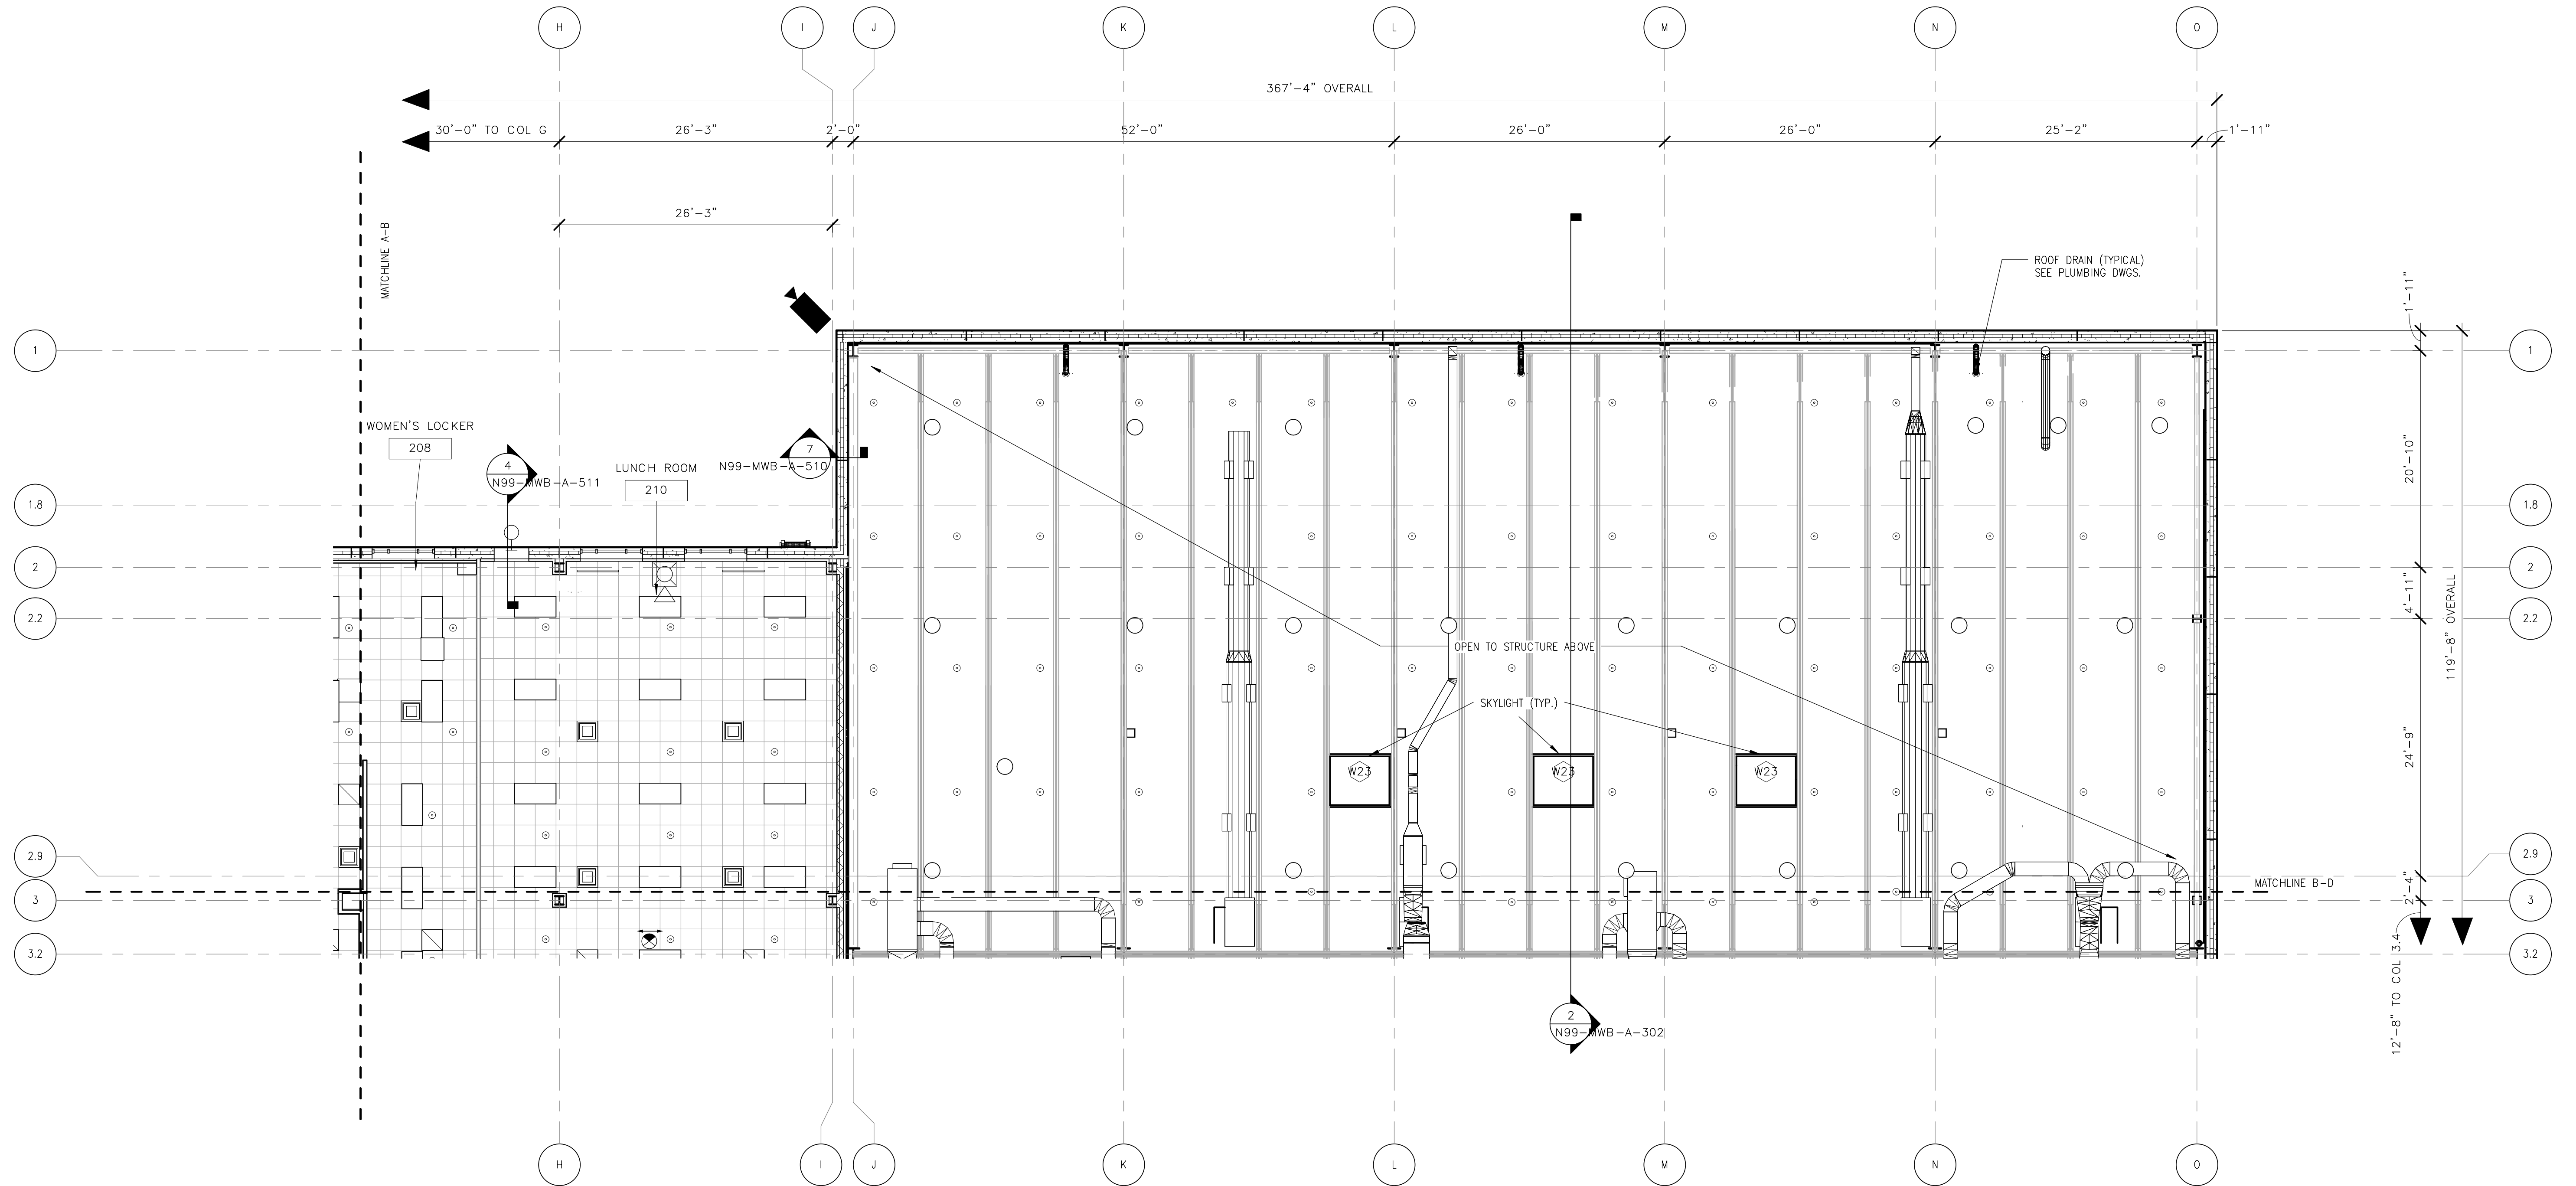 H
I
J
K
L
M
N
O
367'-4" OVERALL
30'-0" TO COL G
26'-3"
2'-0"
52'-0"
26'-0"
26'-0"
25'-2"
1'-11"
26'-3"
MATCHLINE A-B
ROOF DRAIN (TYPICAL)
SEE PLUMBING DWGS.
1'-11"
1
1
WOMEN'S LOCKER
208
4
N99-MWB-A-511
LUNCH ROOM
210
7
N99-MWB-A-510
20'-10"
1.8
1.8
2
2
4'-11"
119'-8" OVERALL
2.2
2.2
OPEN TO STRUCTURE ABOVE
SKYLIGHT (TYP.)
24'-9"
W23
W23
W23
2.9
2.9
MATCHLINE B-D
2'-4"
3
3
3.2
3.2
12'-8" TO COL 3.4
2
N99-MWB-A-302
H
I
J
K
L
M
N
O